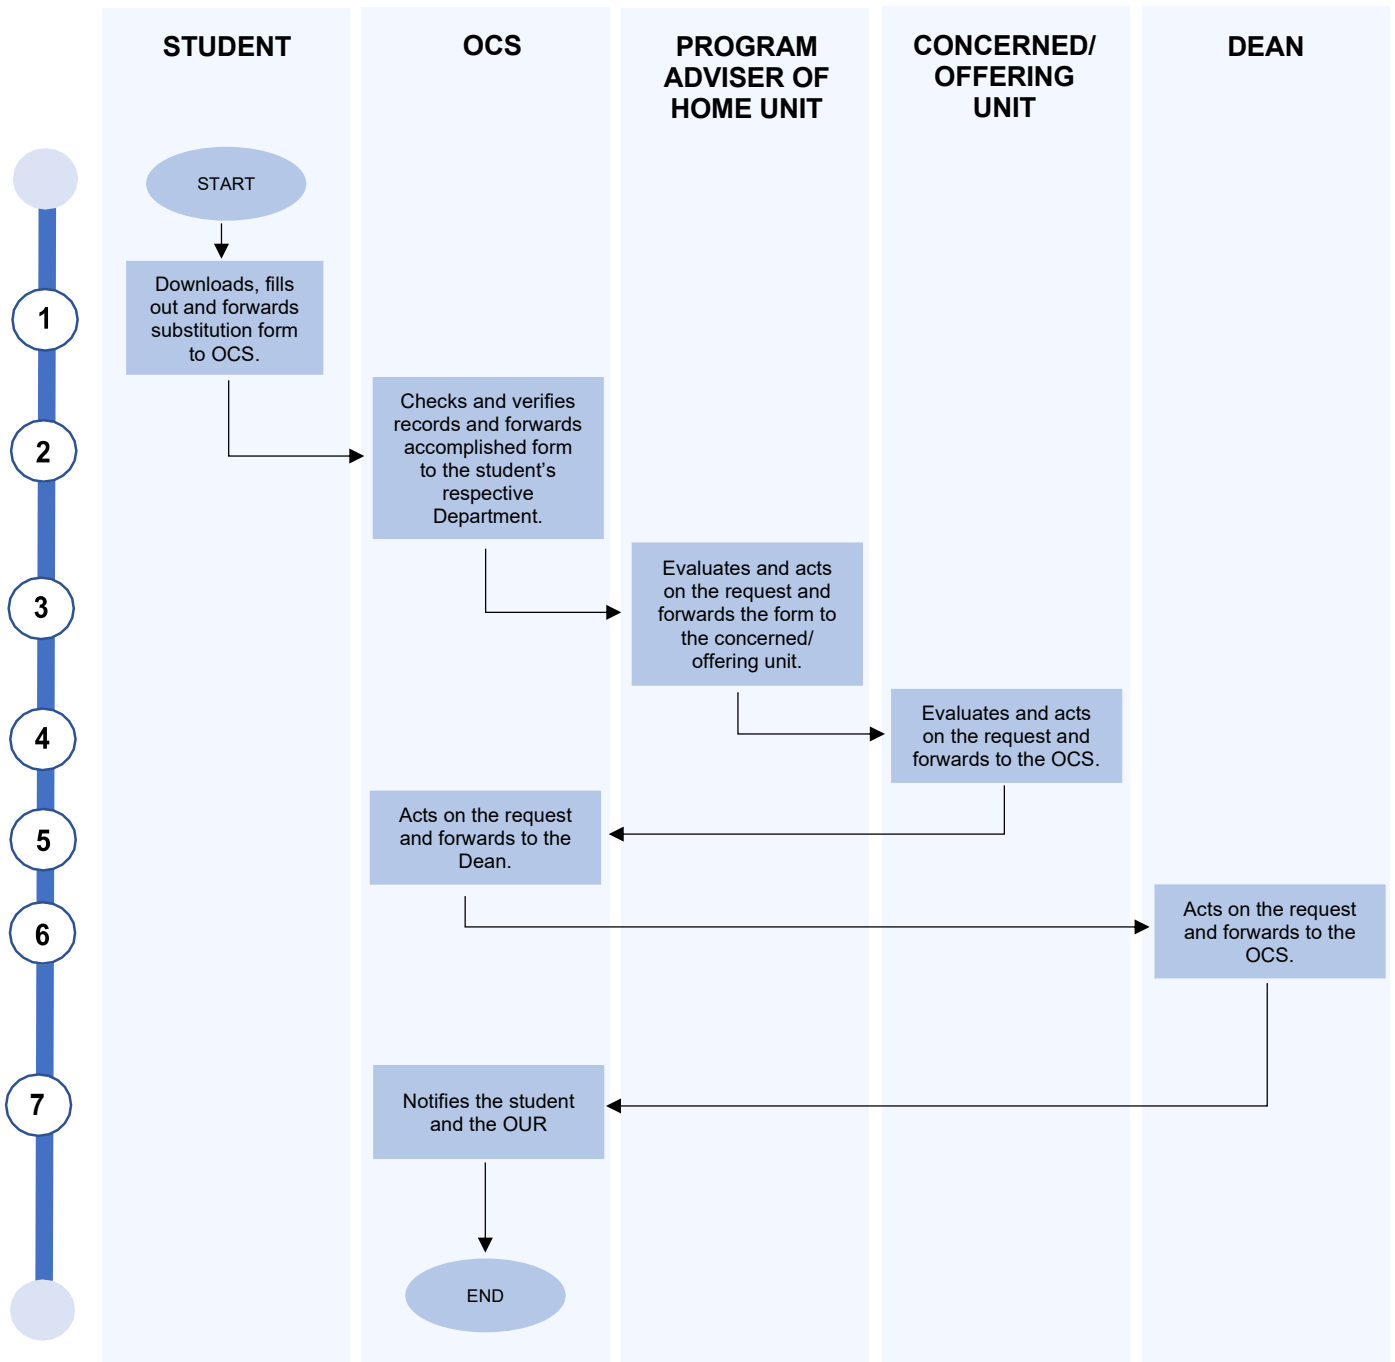 STUDENT
OCS
PROGRAM
ADVISER OF
HOME UNIT
CONCERNED/
OFFERING
UNIT
DEAN
START
1
Downloads, fills
out and forwards
substitution form
to OCS.
2
Checks and verifies
records and forwards
accomplished form
to the student’s
respective
Department.
3
Evaluates and acts
on the request and
forwards the form to
the concerned/
offering unit.
4
Evaluates and acts
on the request and
forwards to the OCS.
5
Acts on the request
and forwards to the
Dean.
6
Acts on the request
and forwards to the
OCS.
7
Notifies the student
and the OUR
END